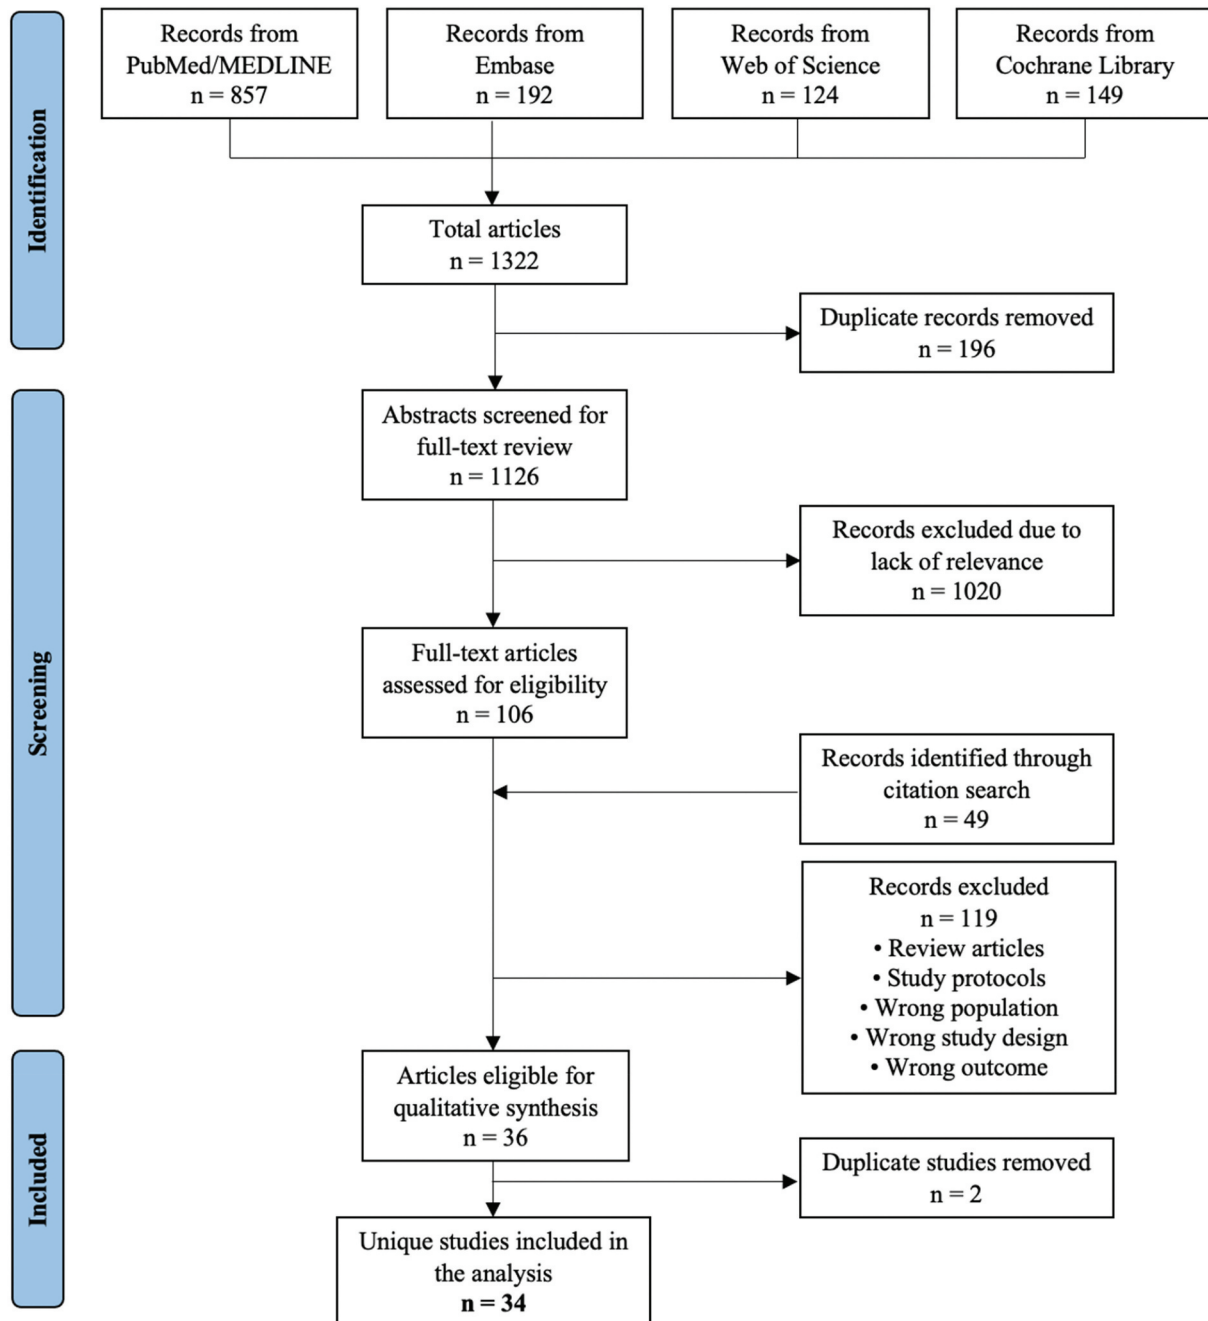 Identification
Records from
PubMed/MEDLINE
n = 857
Records from
Embase
n = 192
Records from
Web of Science
n = 124
Records from
Cochrane Library
n = 149
Total articles
n = 1322
Duplicate records removed
n = 196
Screening
Abstracts screened for
full-text review
n = 1126
Records excluded due to
lack of relevance
n = 1020
Full-text articles
assessed for eligibility
n = 106
Records identified through
citation search
n = 49
Records excluded
n = 119
• Review articles
• Study protocols
• Wrong population
• Wrong study design
• Wrong outcome
Included
Articles eligible for
qualitative synthesis
n = 36
Duplicate studies removed
n = 2
Unique studies included in
the analysis
n = 34